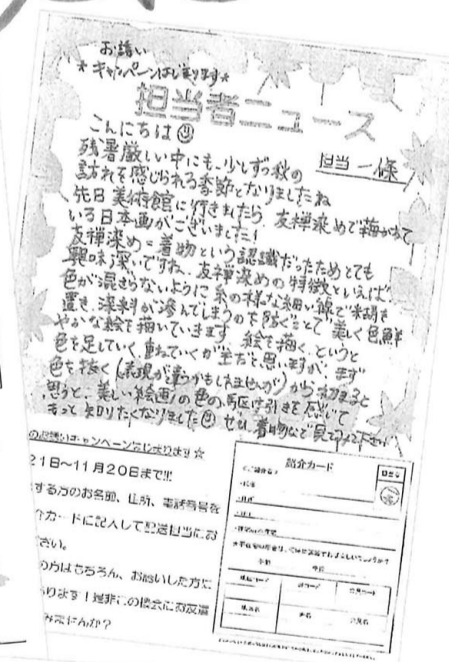 お誘い
★キャンペーンはじまります★
担当者ニュース
こんにちは
担当 一様
残暑厳しい中にも、少しずつ秋の
訪れを感じられる季節となりましたね
先日美術館に行きましたら 友禅染めで描かれて
いる日本画がございました!
友禅染め=着物という認識だったためとても
興味深いですね、友禅染めの特徴といえば
色が混ざらないように糸の様な細い線で糊を
置き、染料が滲んでしまうのを防ぐことで美しく色鮮
やかな絵を描いていきます 絵を描く、というと
色を足していく、重ねていくが主だと思いますが、まず
色を抜く(表現が違うかもしれませんが)から初まると
思うと、美しい絵画の色の駆け引きを感じて
もっと知りたくなりました ぜひ、着物など見てみて下さい
のお誘いキャンペーンはじまります☆
21日~11月20日まで!!!
する方のお名前、住所、電話番号を
介カードに記入して配送担当にお
さい。
の方はもちろん、お誘いした方に
ります!是非この機会にお友達
みませんか?
紹介カード